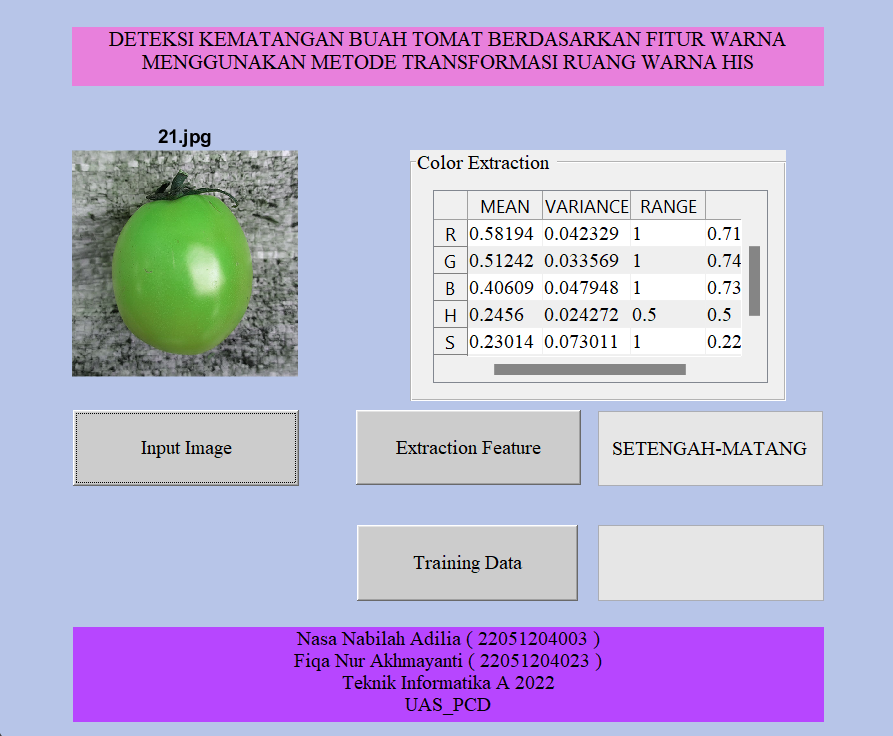 DETEKSI KEMATANGAN BUAH TOMAT BERDASARKAN FITUR WARNA
MENGGUNAKAN METODE TRANSFORMASI RUANG WARNA HIS
21.jpg
Color Extraction
MEAN VARIANCE RANGE
R 0.58194 0.042329 1 0.71
G 0.51242 0.033569 1 0.74
B 0.40609 0.047948 1 0.73
H 0.2456 0.024272 0.5 0.5
S 0.23014 0.073011 1 0.22
Input Image
Extraction Feature
SETENGAH-MATANG
Training Data
Nasa Nabilah Adilia ( 22051204003 )
Fiqa Nur Akhmayanti ( 22051204023 )
Teknik Informatika A 2022
UAS_PCD